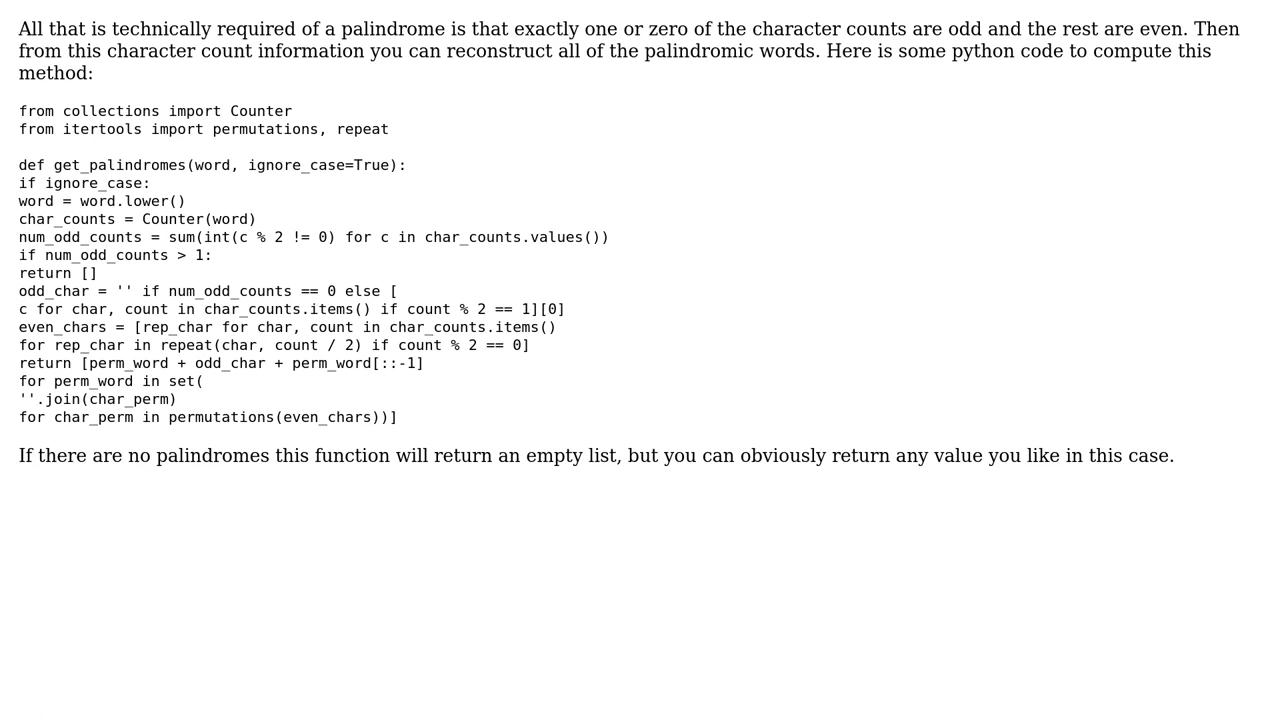 All that is technically required of a palindrome is that exactly one or zero of the character counts are odd and the rest are even. Then
from this character count information you can reconstruct all of the palindromic words. Here is some python code to compute this
method:
from collections import Counter
from itertools import permutations, repeat
def get_palindromes(word, ignore_case=True):
if ignore_case:
word = word.lower()
char_counts = Counter(word)
num_odd_counts = sum(int(c % 2 != 0) for c in char_counts.values())
if num_odd_counts > 1:
return []
odd_char = '' if num_odd_counts == 0 else [
c for char, count in char_counts.items() if count % 2 == 1][0]
even_chars = [rep_char for char, count in char_counts.items()
for rep_char in repeat(char, count / 2) if count % 2 == 0]
return [perm_word + odd_char + perm_word[::-1]
for perm_word in set(
''.join(char_perm)
for char_perm in permutations(even_chars))]
If there are no palindromes this function will return an empty list, but you can obviously return any value you like in this case.